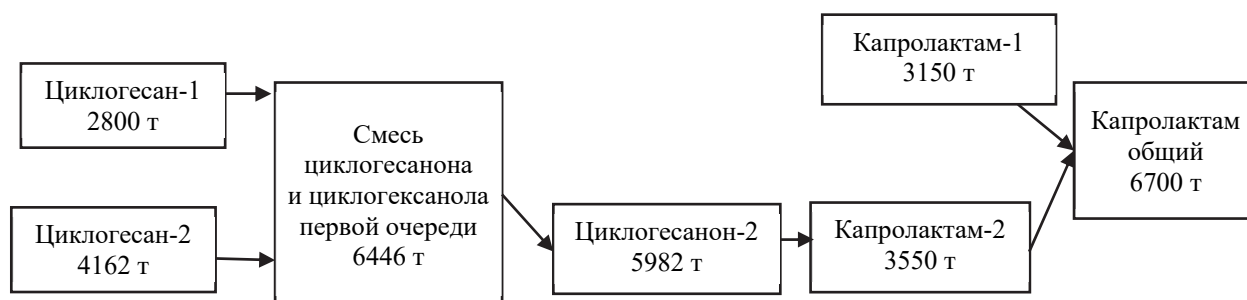 Циклогесан-1
2800 т
Циклогесан-2
4162 т
Смесь
циклогесанона
и циклогексанола
первой очереди
6446 т
Циклогесанон-2
5982 т
Капролактам-1
3150 т
Капролактам-2
3550 т
Капролактам
общий
6700 т